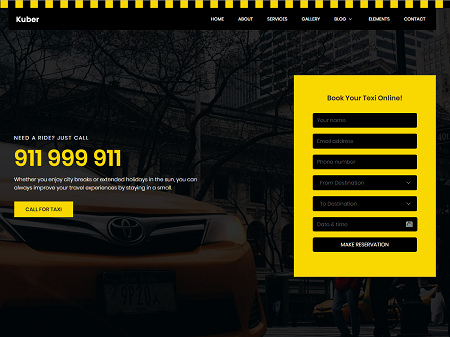 Kuber
HOME ABOUT SERVICES GALLERY BLOG ELEMENTS CONTACT
NEED A RIDE? JUST CALL
911 999 911
Whether you enjoy city breaks or extended holidays in the sun, you can
always improve your travel experiences by staying in a small.
CALL FOR TAXI
Book Your Texi Online!
Your name
Email address
Phone number
From Destination
To Destination
Date & time
MAKE RESERVATION